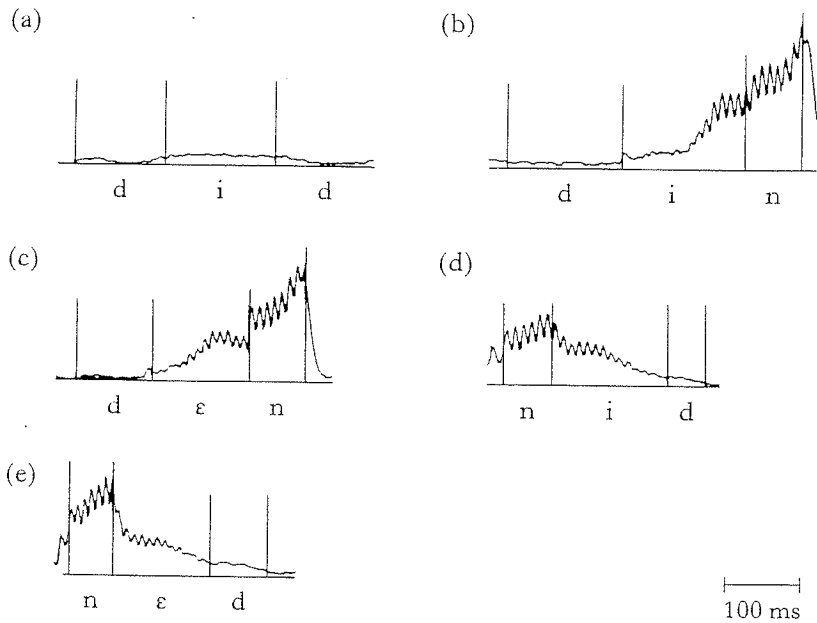 (a)
d i d
(b)
d i n
(c)
d ε n
(d)
n i d
(e)
n ε d
100 ms